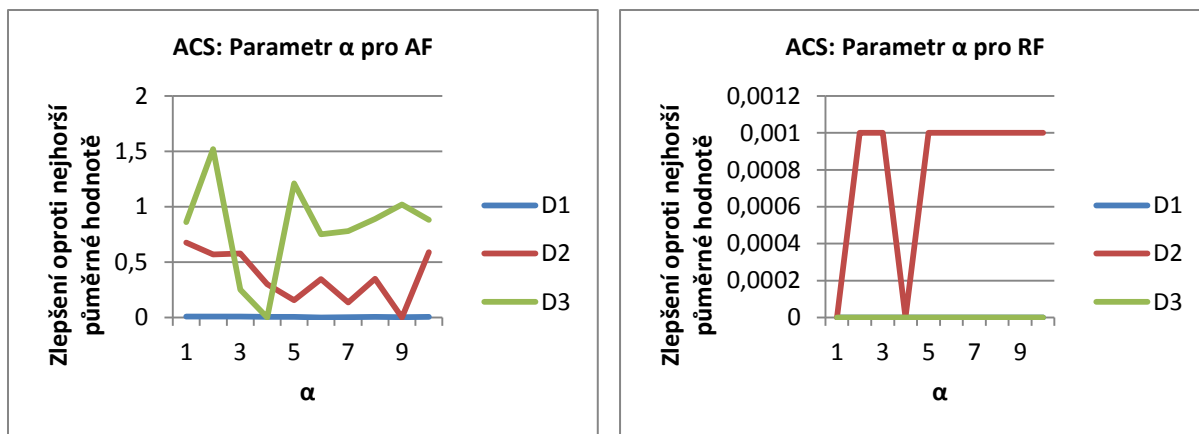 ACS: Parametr α pro AF
Zlepšení oproti nejhorší
půměrné hodnotě
2
1,5
1
0,5
0
1 3 5 7 9
α
D1
D2
D3
ACS: Parametr α pro RF
Zlepšení oproti nejhorší
půměrné hodnotě
0,0012
0,001
0,0008
0,0006
0,0004
0,0002
0
1 3 5 7 9
α
D1
D2
D3